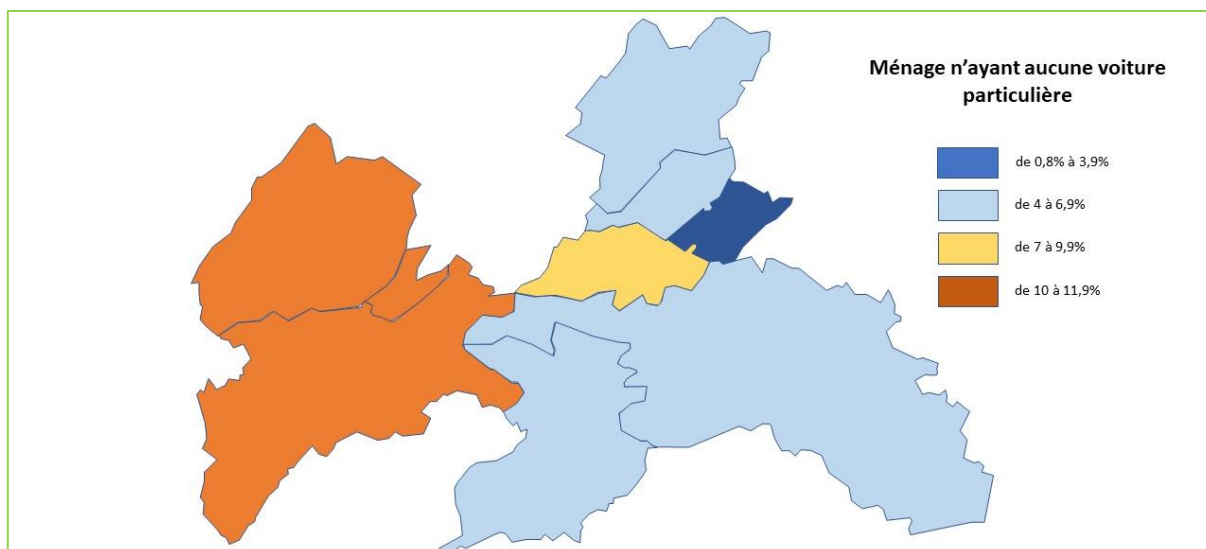 Ménage n'ayant aucune voiture
particulière
de 0,8% à 3,9%
de 4 à 6,9%
de 7 à 9,9%
de 10 à 11,9%